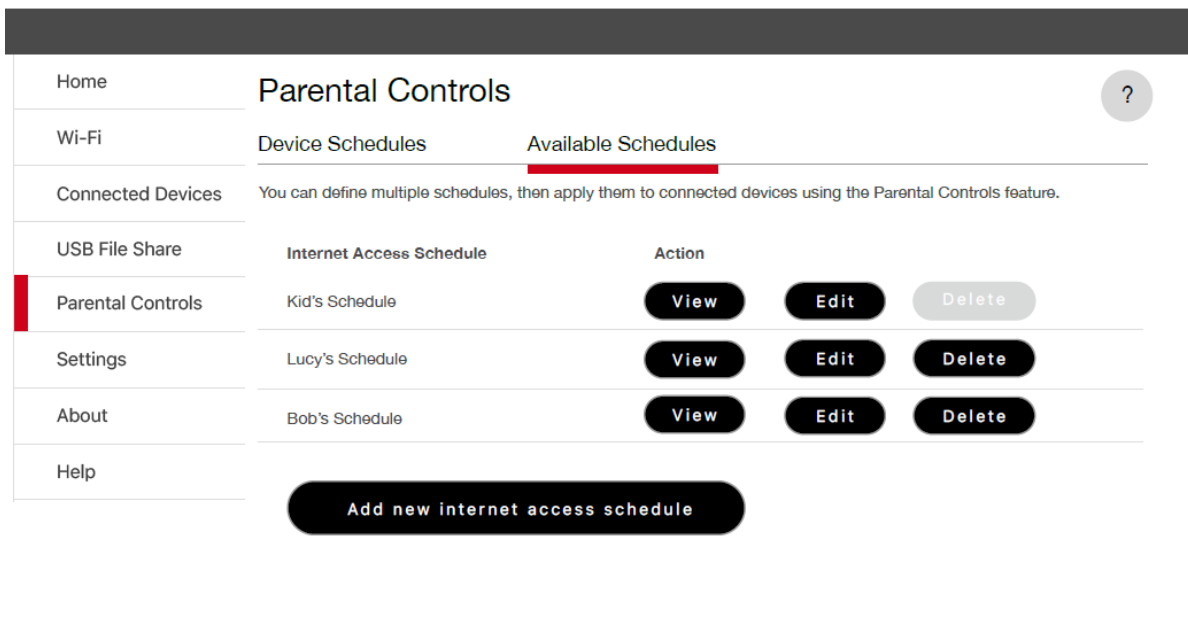 Home
Wi-Fi
Connected Devices
USB File Share
Parental Controls
Settings
About
Help
Parental Controls
?
Device Schedules Available Schedules
You can define multiple schedules, then apply them to connected devices using the Parental Controls feature.
Internet Access Schedule Action
Kid's Schedule View Edit Delete
Lucy's Schedule View Edit Delete
Bob's Schedule View Edit Delete
Add new internet access schedule